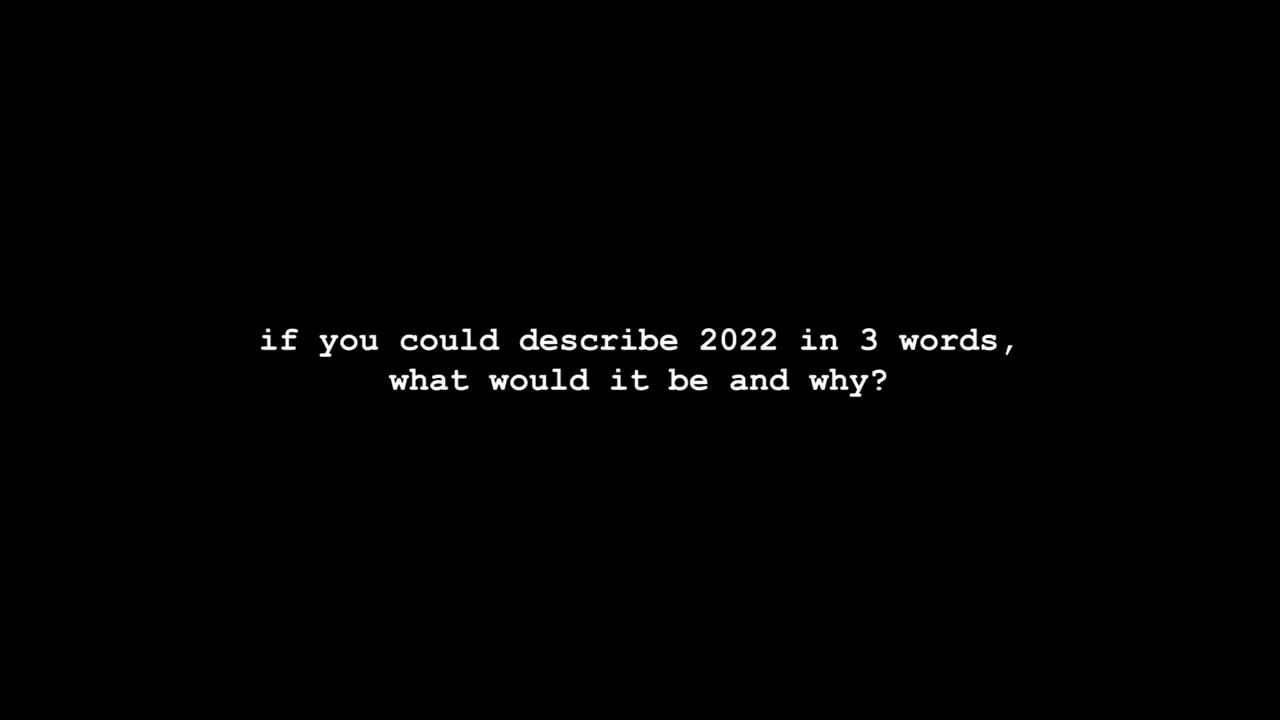 if you could describe 2022 in 3 words,
what would it be and why?